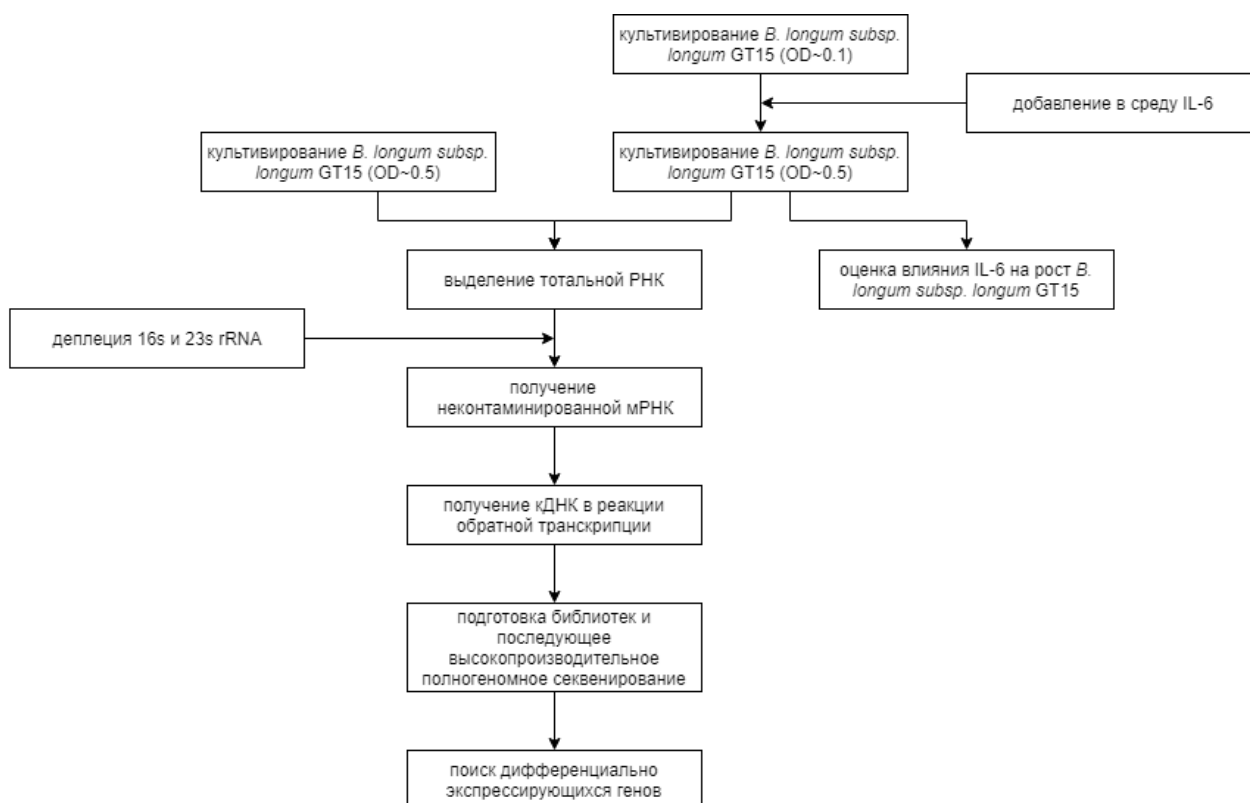 культивирование B. longum subsp.
longum GT15 (OD~0.1)
добавление в среду IL-6
культивирование B. longum subsp.
longum GT15 (OD~0.5)
культивирование B. longum subsp.
longum GT15 (OD~0.5)
выделение тотальной РНК
оценка влияния IL-6 на рост B.
longum subsp. longum GT15
деплеция 16s и 23s rRNA
получение
неконтаминированной мРНК
получение кДНК в реакции
обратной транскрипции
подготовка библиотек и
последующее
высокопроизводительное
полногеномное секвенирование
поиск дифференциально
экспрессирующихся генов